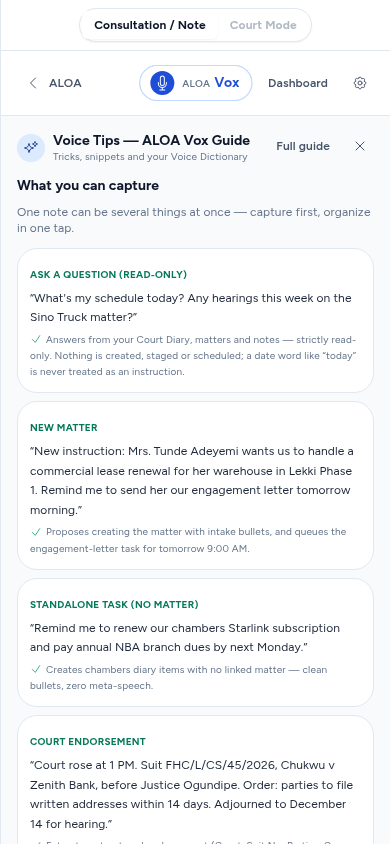 Consultation / Note
Court Mode
ALOA
ALOA Vox
Dashboard
Voice Tips — ALOA Vox Guide
Tricks, snippets and your Voice Dictionary
Full guide
What you can capture
One note can be several things at once — capture first, organize
in one tap.
ASK A QUESTION (READ-ONLY)
“What's my schedule today? Any hearings this week on the
Sino Truck matter?”
Answers from your Court Diary, matters and notes — strictly read-
only. Nothing is created, staged or scheduled; a date word like “today”
is never treated as an instruction.
NEW MATTER
“New instruction: Mrs. Tunde Adeyemi wants us to handle a
commercial lease renewal for her warehouse in Lekki Phase
1. Remind me to send her our engagement letter tomorrow
morning.”
Proposes creating the matter with intake bullets, and queues the
engagement-letter task for tomorrow 9:00 AM.
STANDALONE TASK (NO MATTER)
“Remind me to renew our chambers Starlink subscription
and pay annual NBA branch dues by next Monday.”
Creates chambers diary items with no linked matter — clean
bullets, zero meta-speech.
COURT ENDORSEMENT
“Court rose at 1 PM. Suit FHC/L/CS/45/2026, Chukwu v
Zenith Bank, before Justice Ogundipe. Order: parties to file
written addresses within 14 days. Adjourned to December
14 for hearing.”